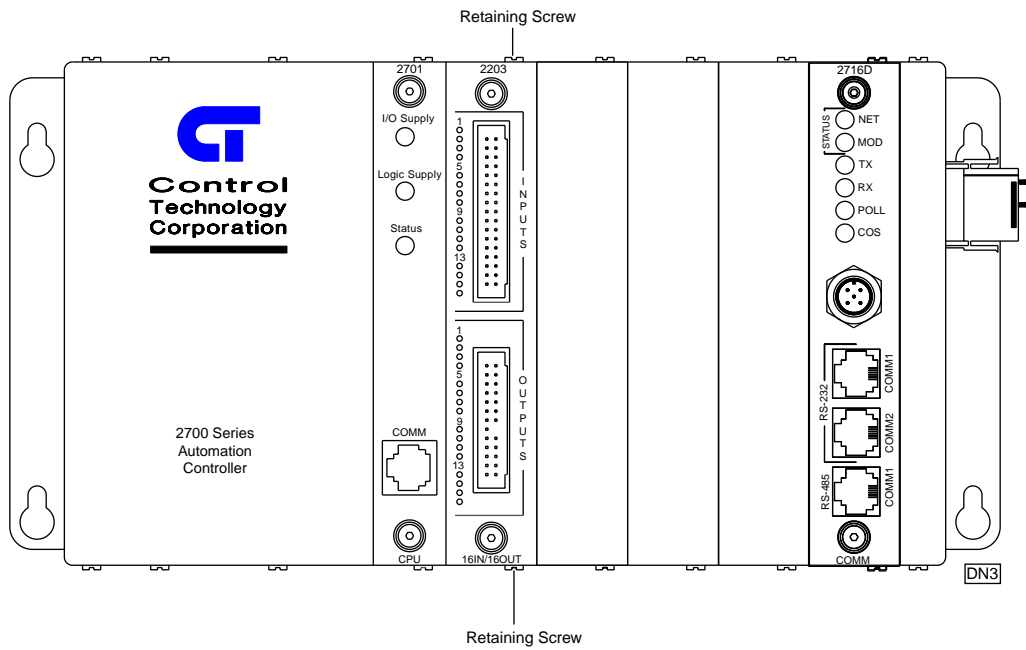 Retaining Screw
Control
Technology
Corporation
2700 Series
Automation
Controller
2701
I/O Supply
Logic Supply
Status
COMM
CPU
2203
1
5
9
13
INPUTS
1
5
9
13
OUTPUTS
16IN/16OUT
2716D
STATUS
NET
MOD
TX
RX
POLL
COS
RS-232
COMM1
COMM2
RS-485
COMM1
COMM
DN3
Retaining Screw